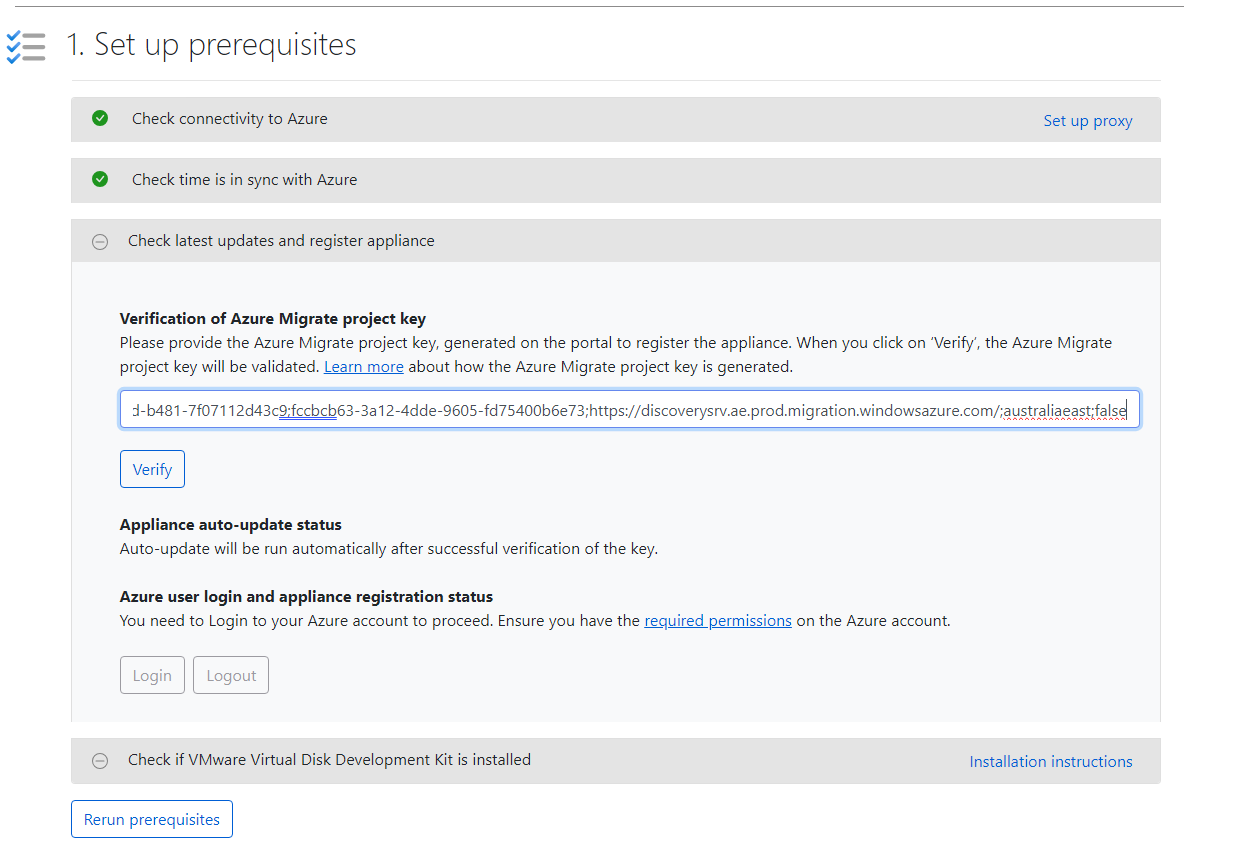 1. Set up prerequisites
Check connectivity to Azure
Set up proxy
Check time is in sync with Azure
Check latest updates and register appliance
Verification of Azure Migrate project key
Please provide the Azure Migrate project key, generated on the portal to register the appliance. When you click on ‘Verify’, the Azure Migrate
project key will be validated. Learn more about how the Azure Migrate project key is generated.
d-b481-7f07112d43c9;fccbcb63-3a12-4dde-9605-fd75400b6e73;https://discoverysrv.ae.prod.migration.windowsazure.com/;australiaeast;false
Verify
Appliance auto-update status
Auto-update will be run automatically after successful verification of the key.
Azure user login and appliance registration status
You need to Login to your Azure account to proceed. Ensure you have the required permissions on the Azure account.
Login
Logout
Check if VMware Virtual Disk Development Kit is installed
Installation instructions
Rerun prerequisites